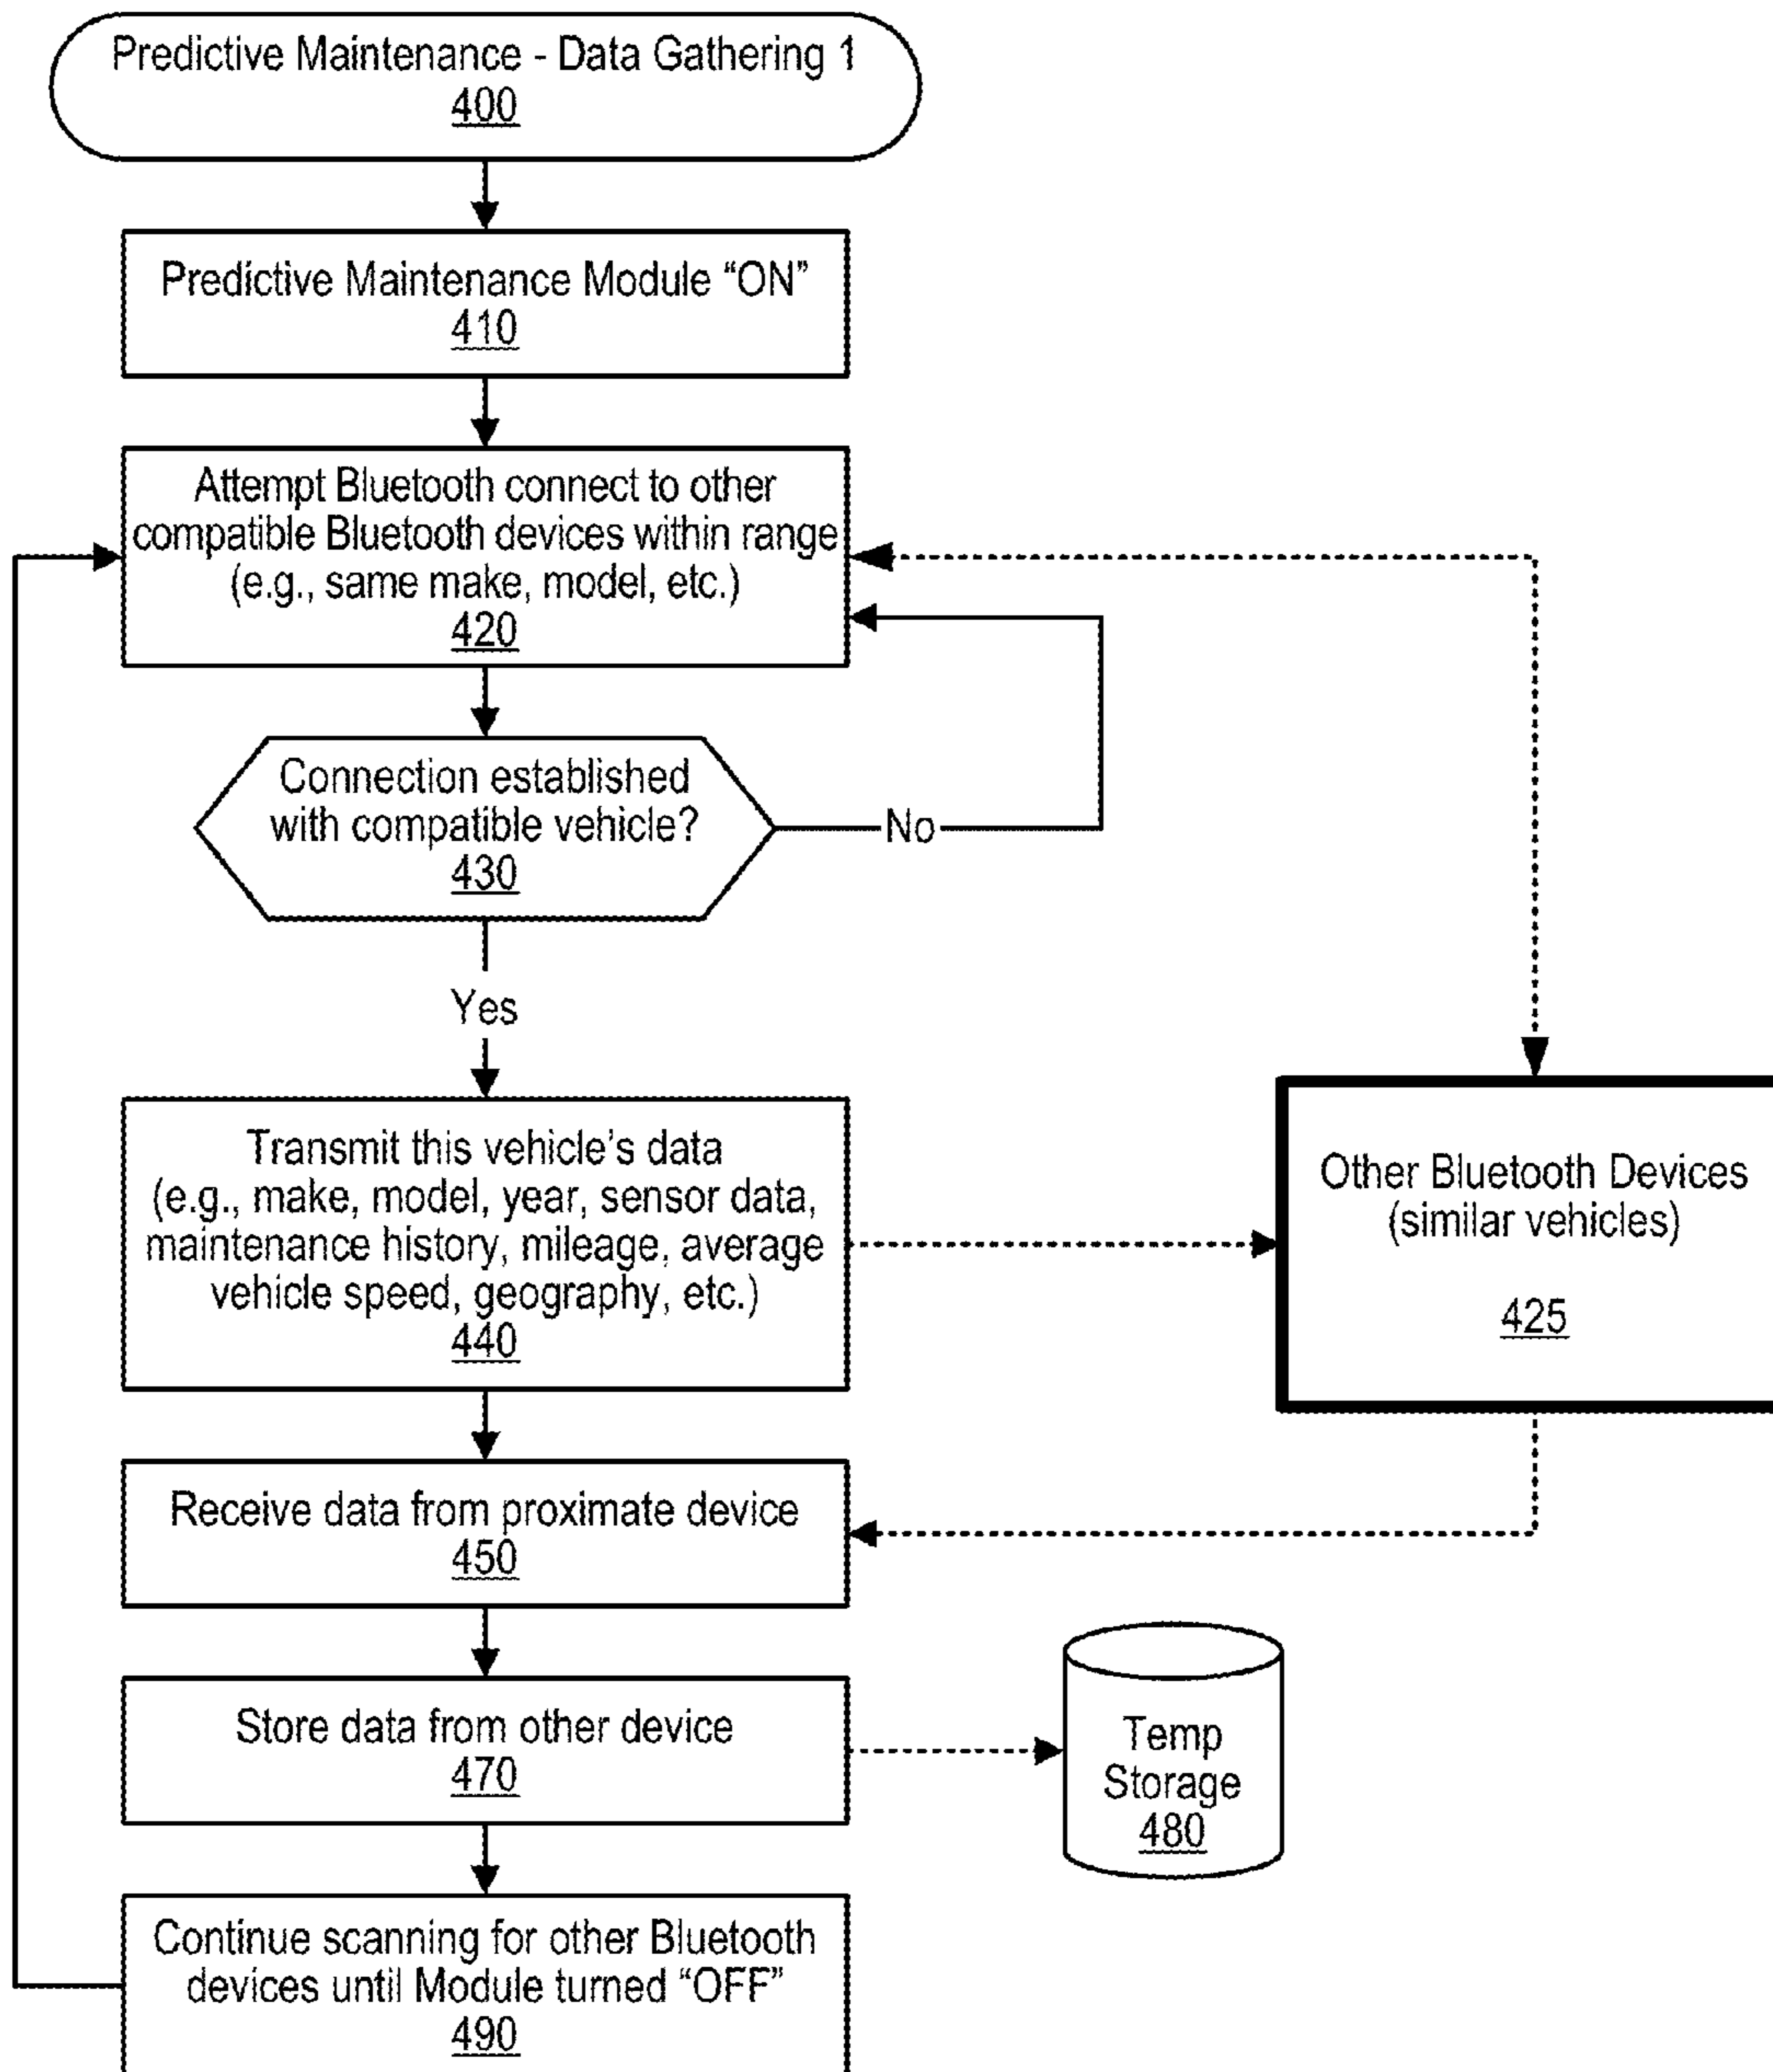 Predictive Maintenance - Data Gathering 1
400
Predictive Maintenance Module “ON”
410
Attempt Bluetooth connect to other
compatible Bluetooth devices within range
(e.g., same make, model, etc.)
420
Connection established
with compatible vehicle?
430
No
Yes
Transmit this vehicle’s data
(e.g., make, model, year, sensor data,
maintenance history, mileage, average
vehicle speed, geography, etc.)
440
Other Bluetooth Devices
(similar vehicles)
425
Receive data from proximate device
450
Store data from other device
470
Temp
Storage
480
Continue scanning for other Bluetooth
devices until Module turned “OFF”
490